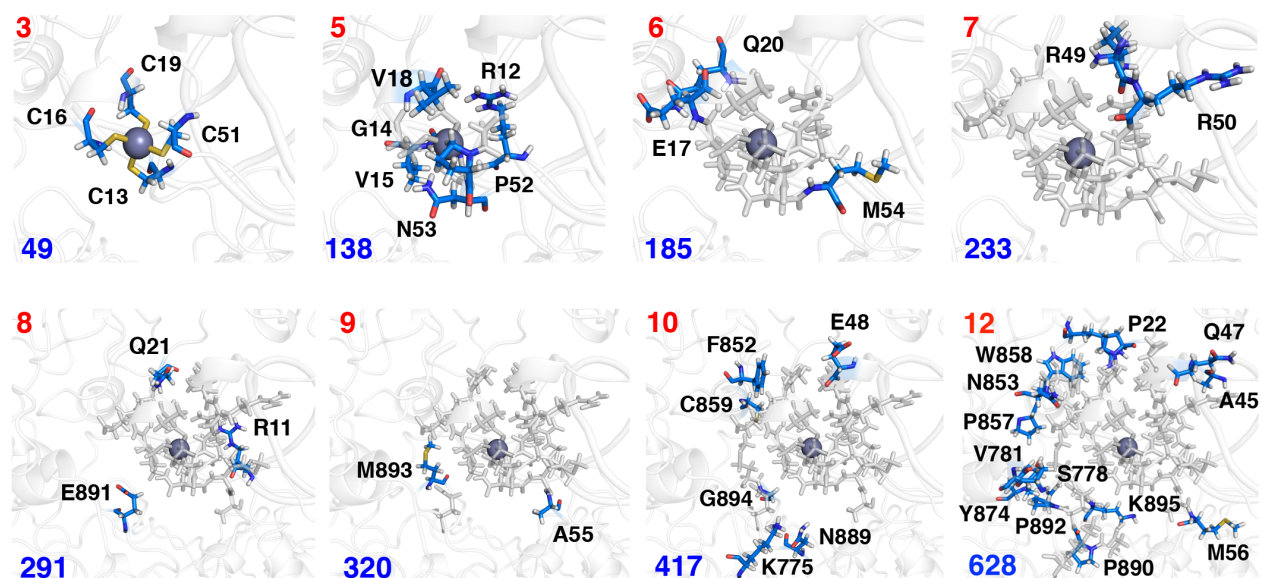 3
C19
C16
C51
C13
49
5
V18
R12
G14
V15
P52
N53
138
6
Q20
E17
M54
185
7
R49
R50
233
8
Q21
R11
E891
291
9
M893
A55
320
10
E48
F852
C859
G894
N889
K775
417
12
P22
Q47
W858
N853
A45
P857
V781
S778
K895
Y874
P892
M56
P890
628